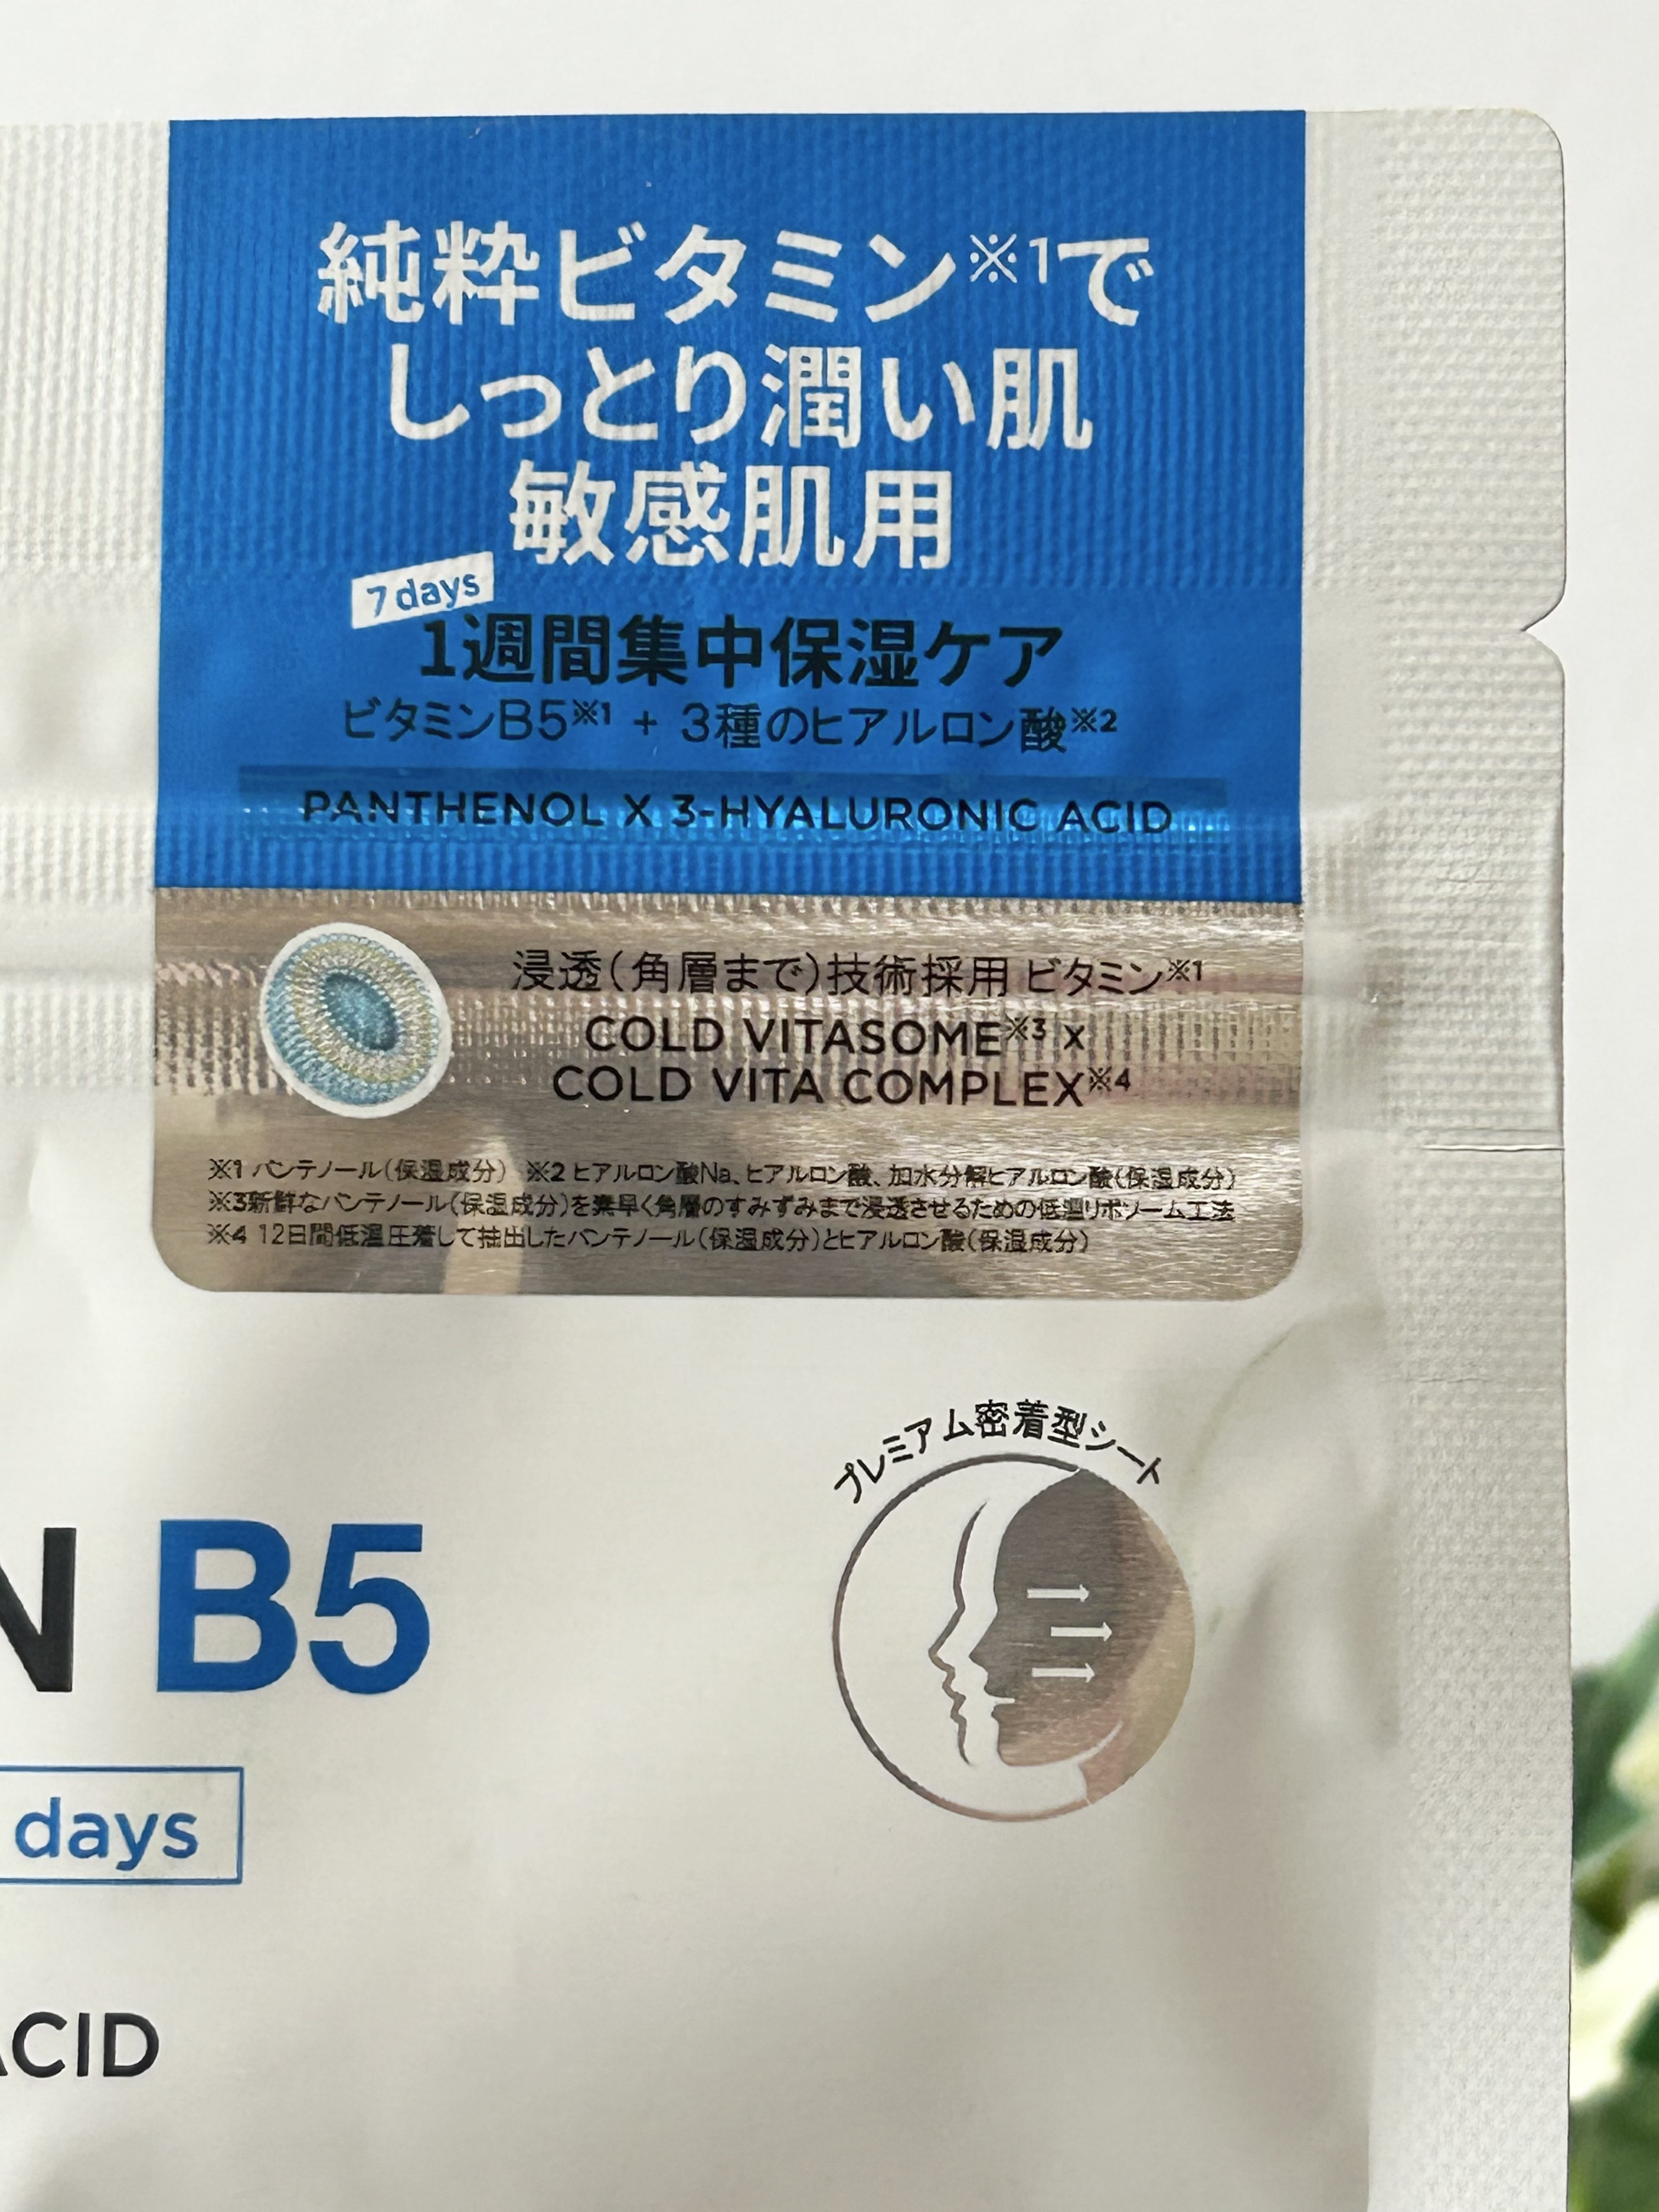 純粋ビタミン※1で
しっとり潤い肌
敏感肌用
7 days
1週間集中保湿ケア
ビタミンB5※1 + 3種のヒアルロン酸※2
PANTHENOL X 3-HYALURONIC ACID
浸透(角層まで)技術採用 ビタミン※1
COLD VITASOME※3 x
COLD VITA COMPLEX※4
※1 パンテノール(保湿成分) ※2 ヒアルロン酸Na、ヒアルロン酸、加水分解ヒアルロン酸(保湿成分)
※3新鮮なパンテノール(保湿成分)を素早く角層のすみずみまで浸透させるための低温リポソーム工法
※4 12日間低温圧着して抽出したパンテノール(保湿成分)とヒアルロン酸(保湿成分)
プレミアム密着型シート
N B5
days
ACID